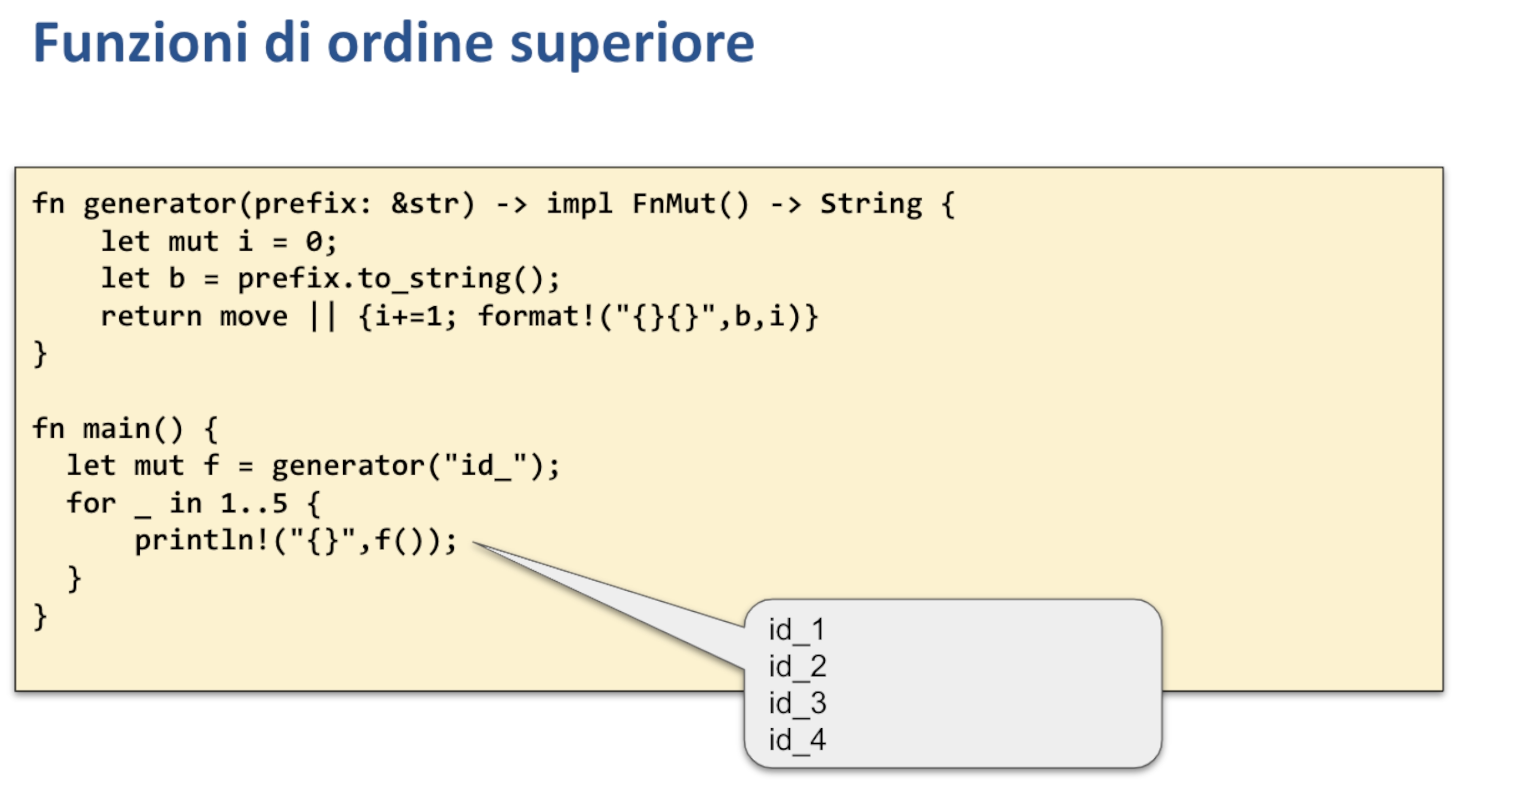 Funzioni di ordine superiore
fn generator(prefix: &str) -> impl FnMut() -> String {
    let mut i = 0;
    let b = prefix.to_string();
    return move || {i+=1; format!("{}{}",b,i)}
}
fn main() {
  let mut f = generator("id_");
  for _ in 1..5 {
      println!("{}",f());
  }
}
id_1
id_2
id_3
id_4